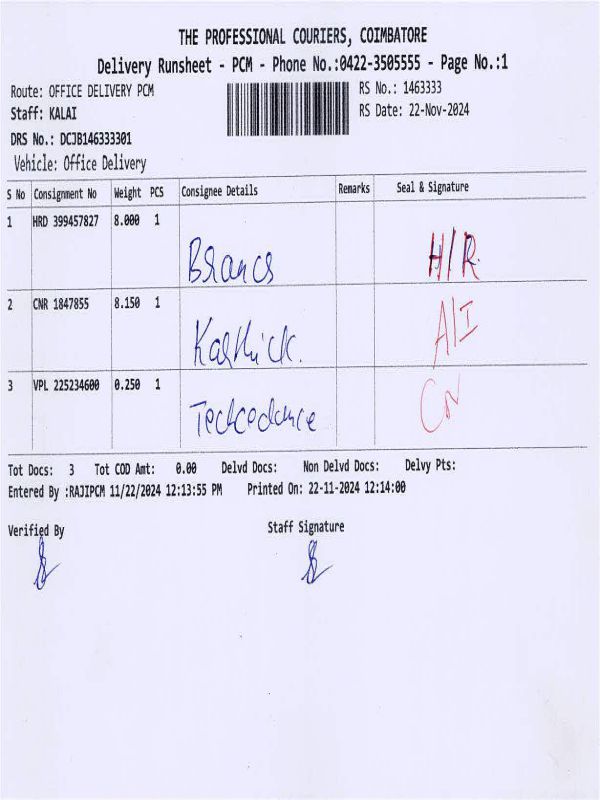 THE PROFESSIONAL COURIERS, COIMBATORE
Delivery Runsheet - PCM - Phone No.:0422-3505555 - Page No.:1
Route: OFFICE DELIVERY PCM RS No.: 1463333
Staff: KALAI RS Date: 22-Nov-2024
DRS No.: DCJB146333301
Vehicle: Office Delivery
S No Consignment No Weight PCS Consignee Details Remarks Seal & Signature
1 HRD 399457827 8.000 1
H/R
2 CNR 1847855 8.150 1
Karthick. A/I
3 VPL 225234600 0.250 1
Tot Docs: 3 Tot COD Amt: 0.00 Delvd Docs: Non Delvd Docs: Delvy Pts:
Entered By :RAJIPCM 11/22/2024 12:13:55 PM Printed On: 22-11-2024 12:14:00
Verified By Staff Signature